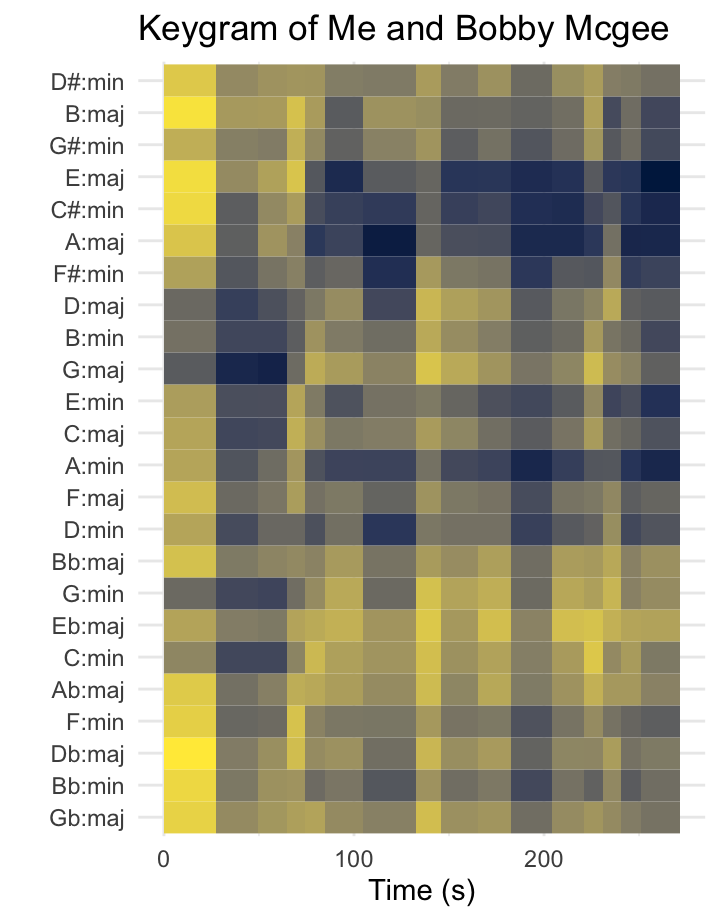 Keygram of Me and Bobby Mcgee
D#:min
B:maj
G#:min
E:maj
C#:min
A:maj
F#:min
D:maj
B:min
G:maj
E:min
C:maj
A:min
F:maj
D:min
Bb:maj
G:min
Eb:maj
C:min
Ab:maj
F:min
Db:maj
Bb:min
Gb:maj
0 100 200
Time (s)